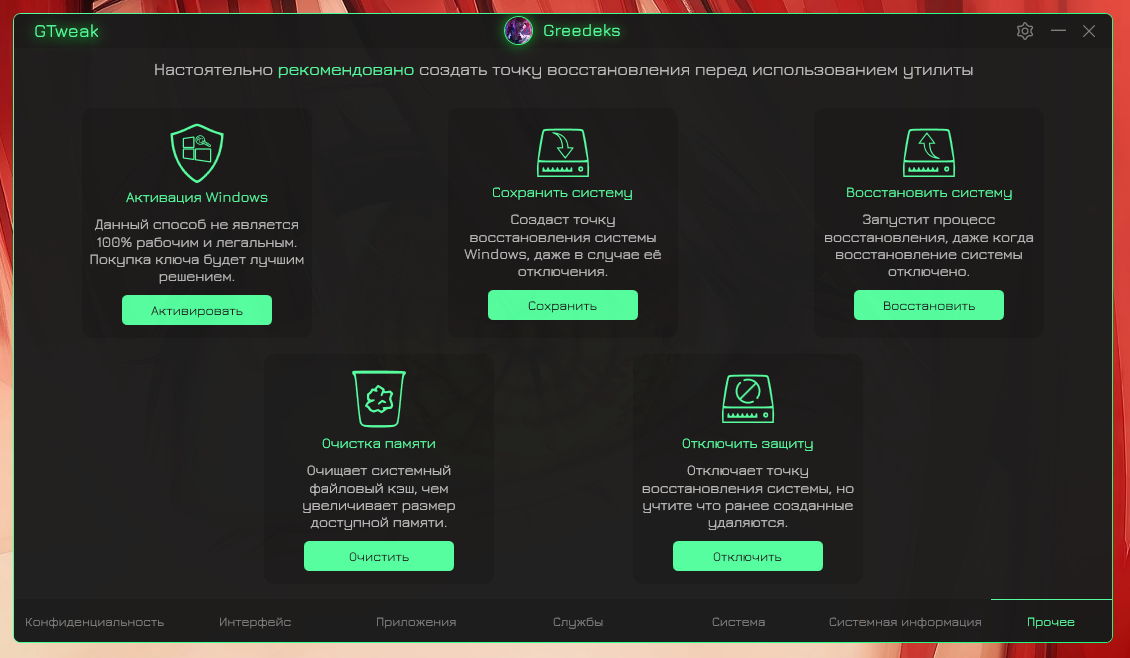 GTweak
Greedeks
Настоятельно рекомендовано создать точку восстановления перед использованием утилиты
Активация Windows
Данный способ не является
100% рабочим и легальным.
Покупка ключа будет лучшим
решением.
Активировать
Сохранить систему
Создаст точку
восстановления системы
Windows, даже в случае её
отключения.
Сохранить
Восстановить систему
Запустит процесс
восстановления, даже когда
восстановление системы
отключено.
Восстановить
Очистка памяти
Очищает системный
файловый кэш, чем
увеличивает размер
доступной памяти.
Очистить
Отключить защиту
Отключает точку
восстановления системы, но
учтите что ранее созданные
удаляются.
Отключить
Конфиденциальность
Интерфейс
Приложения
Службы
Система
Системная информация
Прочее